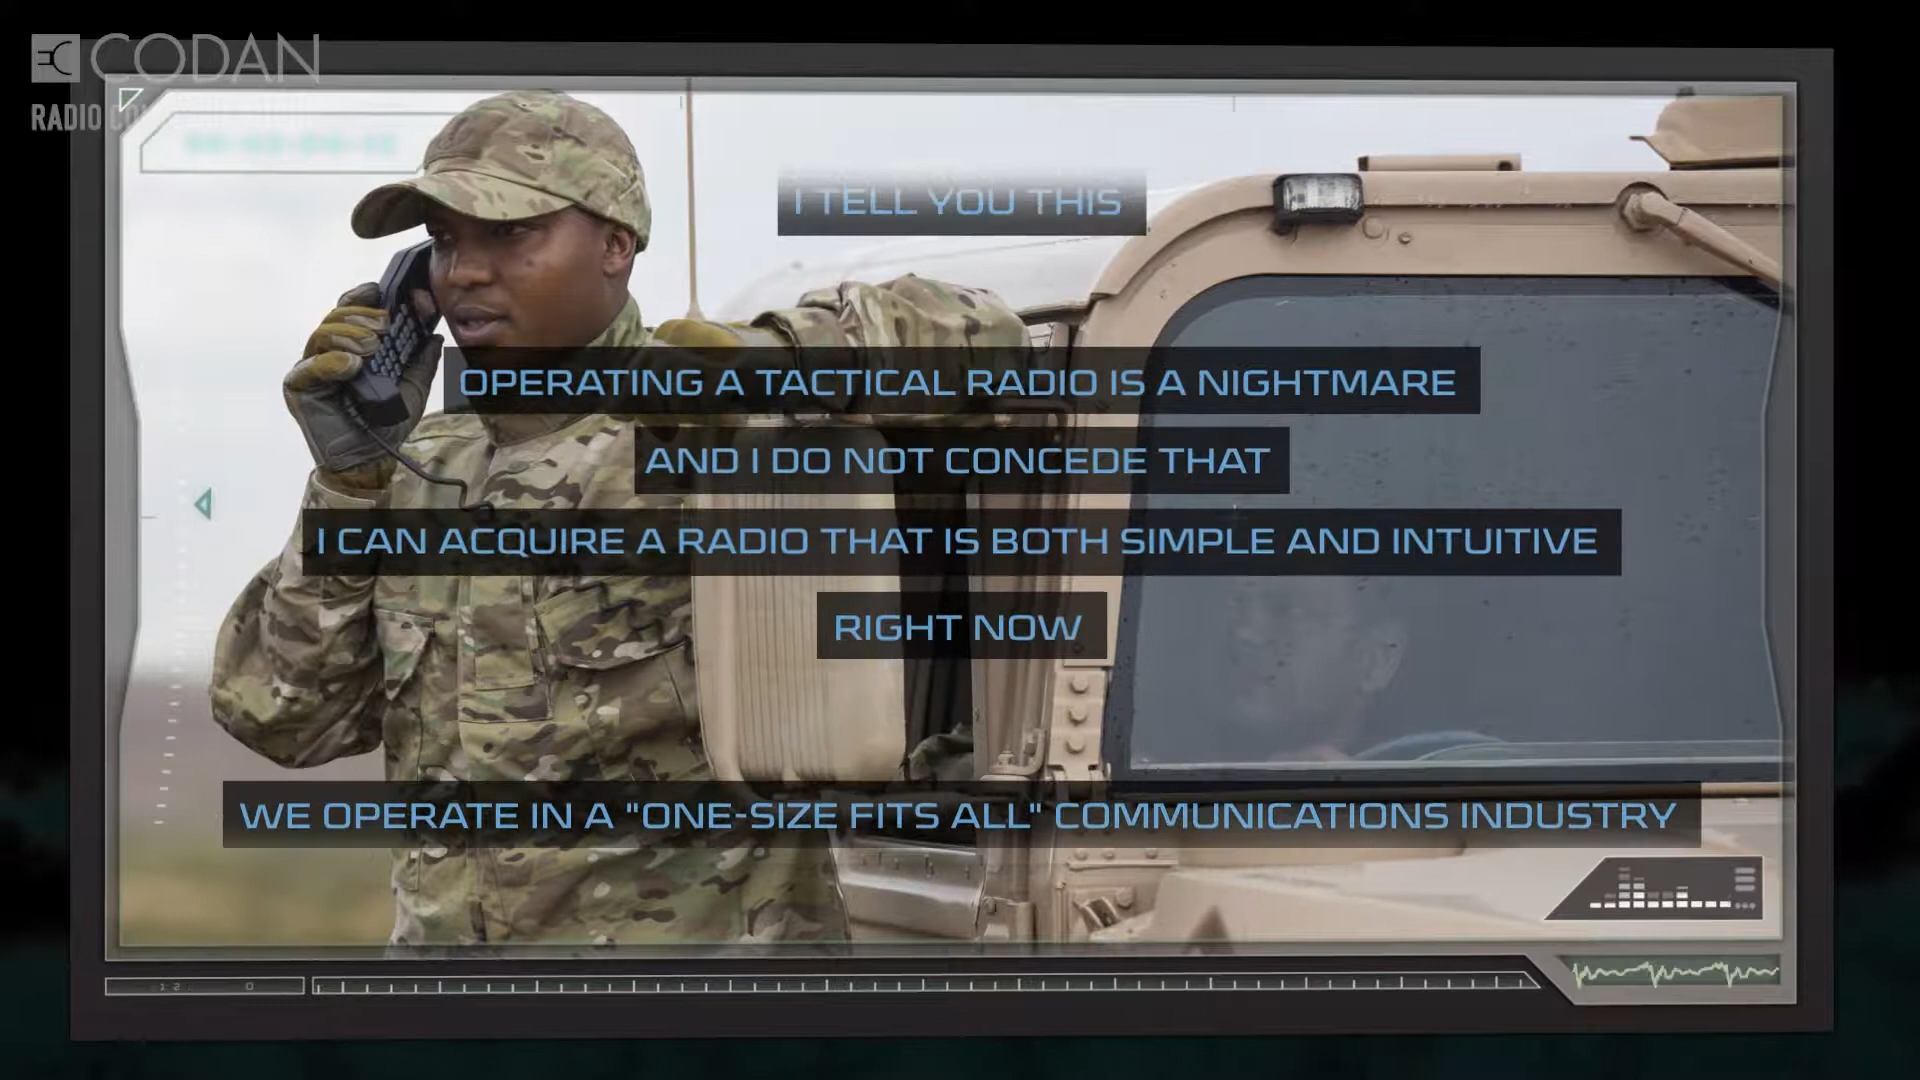 CODAN
RADIO
I TELL YOU THIS
OPERATING A TACTICAL RADIO IS A NIGHTMARE
AND I DO NOT CONCEDE THAT
I CAN ACQUIRE A RADIO THAT IS BOTH SIMPLE AND INTUITIVE
RIGHT NOW
WE OPERATE IN A "ONE-SIZE FITS ALL" COMMUNICATIONS INDUSTRY